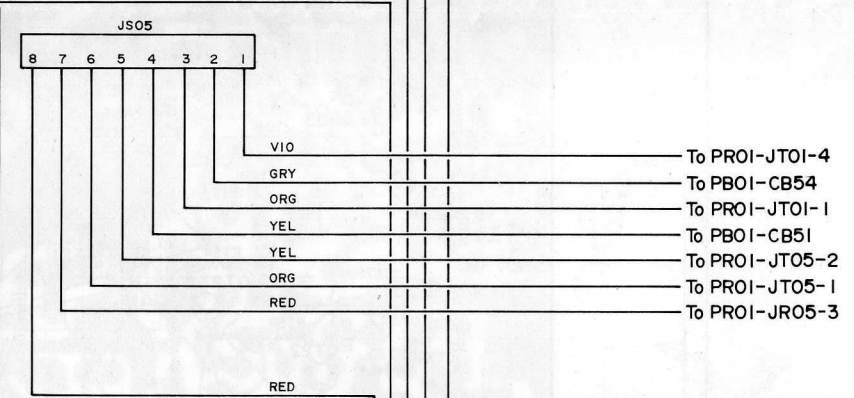 JS05
8 7 6 5 4 3 2 1
VIO To PR01-JT01-4
GRY To PB01-CB54
ORG To PR01-JT01-1
YEL To PB01-CB51
YEL To PR01-JT05-2
ORG To PR01-JT05-1
RED To PR01-JR05-3
RED